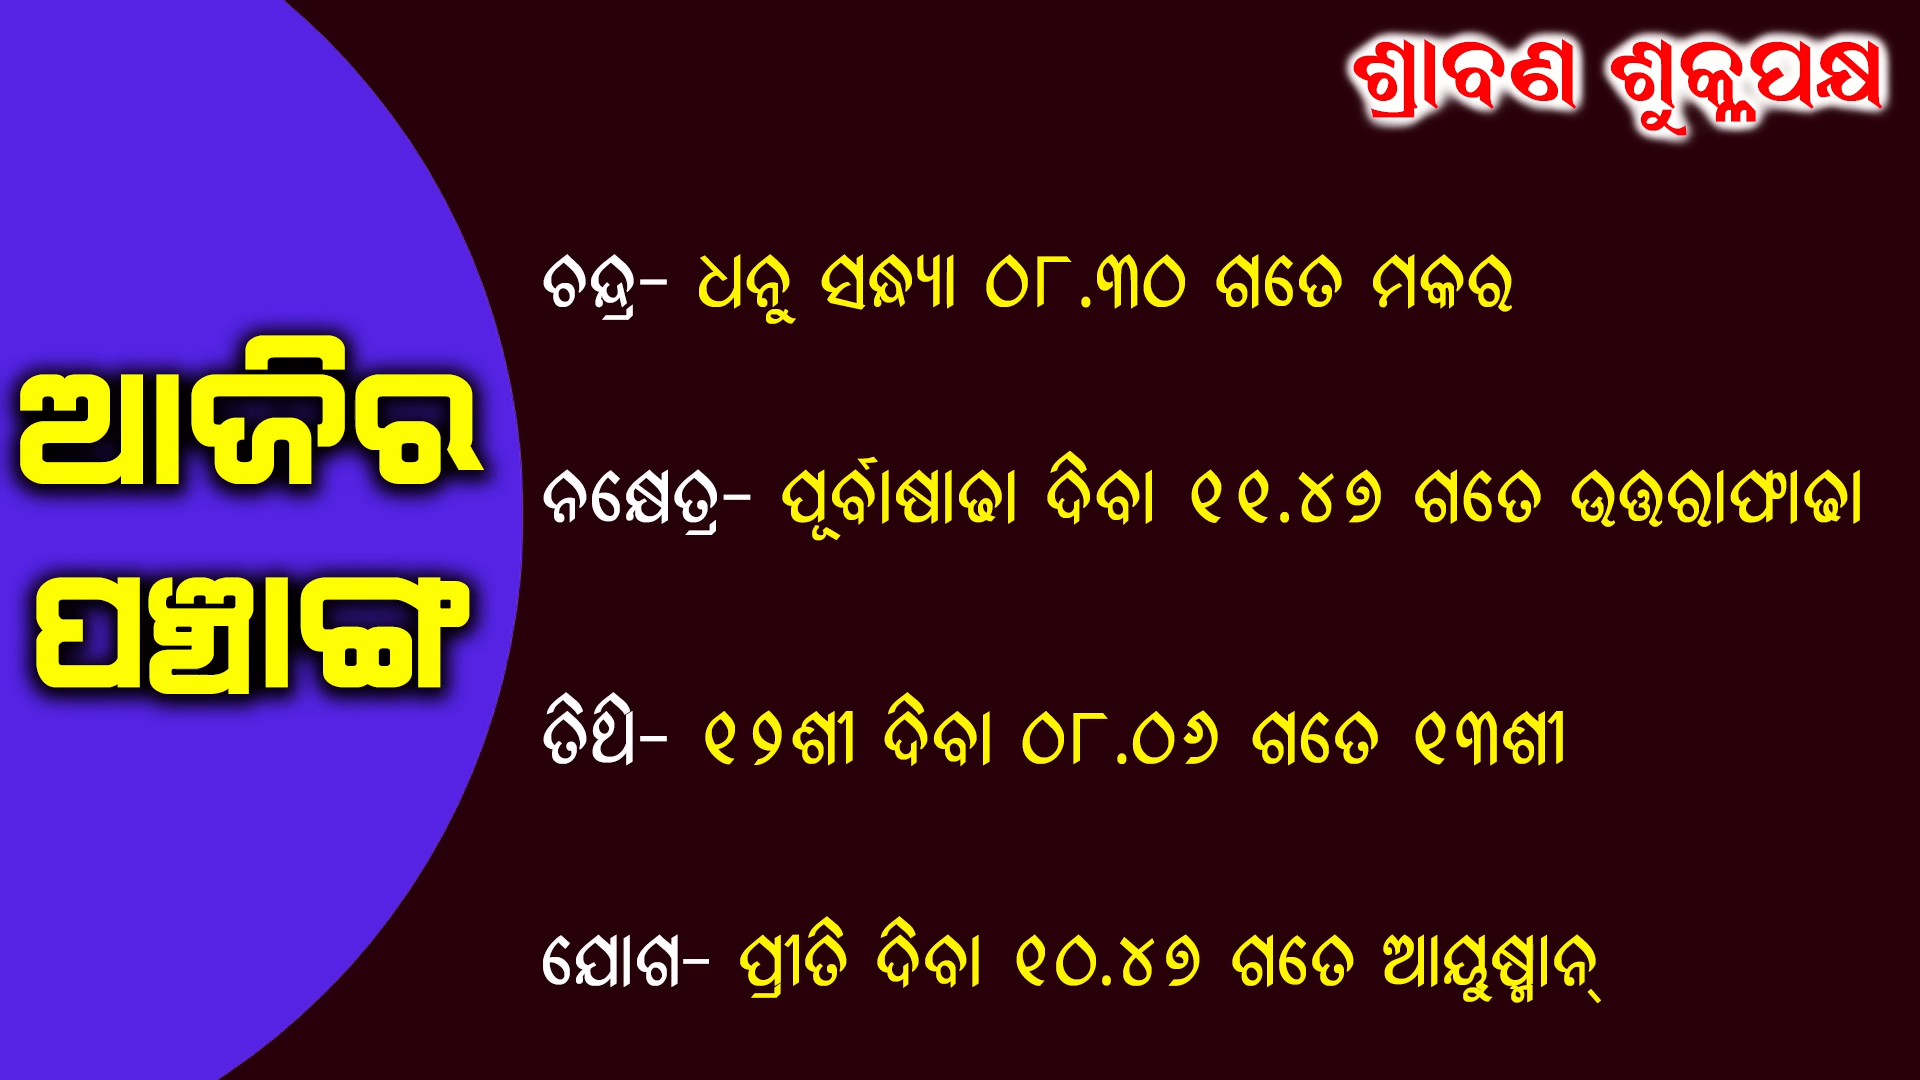 ଶ୍ରାବଣ ଶୁକ୍ଳପକ୍ଷ
ଆଜିର
ପଞ୍ଚାଙ୍ଗ
ଚନ୍ଦ୍ର- ଧନୁ ସନ୍ଧ୍ୟା ୦୮.୩୦ ଗତେ ମକର
ନକ୍ଷେତ୍ର- ପୂର୍ବାଷାଢା ଦିବା ୧୧.୪୭ ଗତେ ଉତ୍ତରାଫାଢା
ତିଥି- ୧୨ଶୀ ଦିବା ୦୮.୦୬ ଗତେ ୧୩ଶୀ
ଯୋଗ- ପ୍ରୀତି ଦିବା ୧୦.୪୭ ଗତେ ଆୟୁଷ୍ମାନ୍